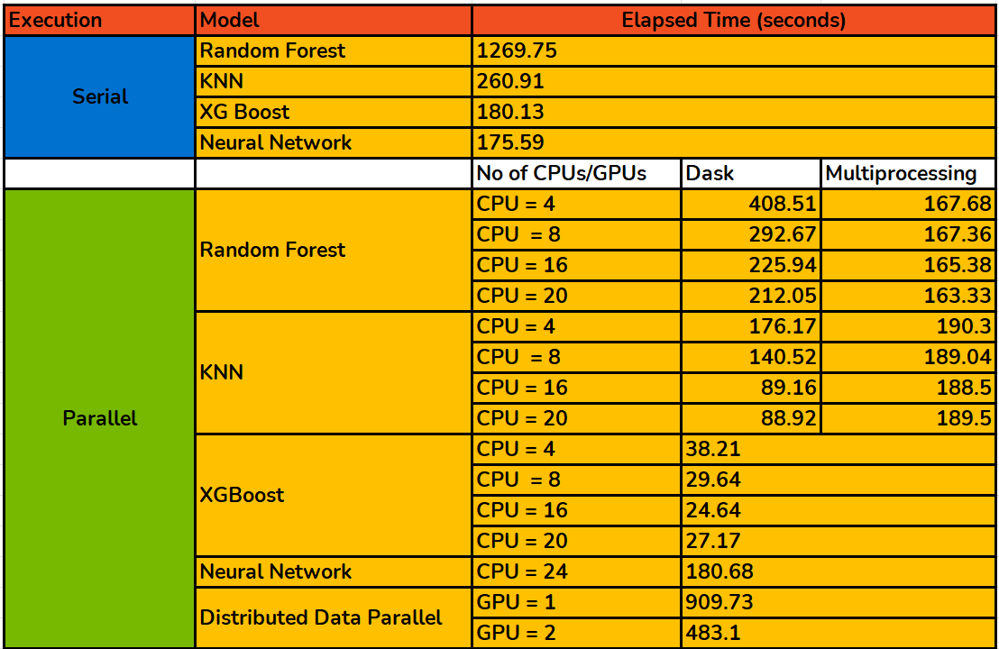 Execution Model Elapsed Time (seconds)
Serial
Random Forest 1269.75
KNN 260.91
XG Boost 180.13
Neural Network 175.59
No of CPUs/GPUs Dask Multiprocessing
Parallel
Random Forest
CPU = 4 408.51 167.68
CPU  = 8 292.67 167.36
CPU = 16 225.94 165.38
CPU = 20 212.05 163.33
KNN
CPU = 4 176.17 190.3
CPU  = 8 140.52 189.04
CPU = 16 89.16 188.5
CPU = 20 88.92 189.5
XGBoost
CPU = 4 38.21
CPU  = 8 29.64
CPU = 16 24.64
CPU = 20 27.17
Neural Network CPU = 24 180.68
Distributed Data Parallel
GPU = 1 909.73
GPU = 2 483.1